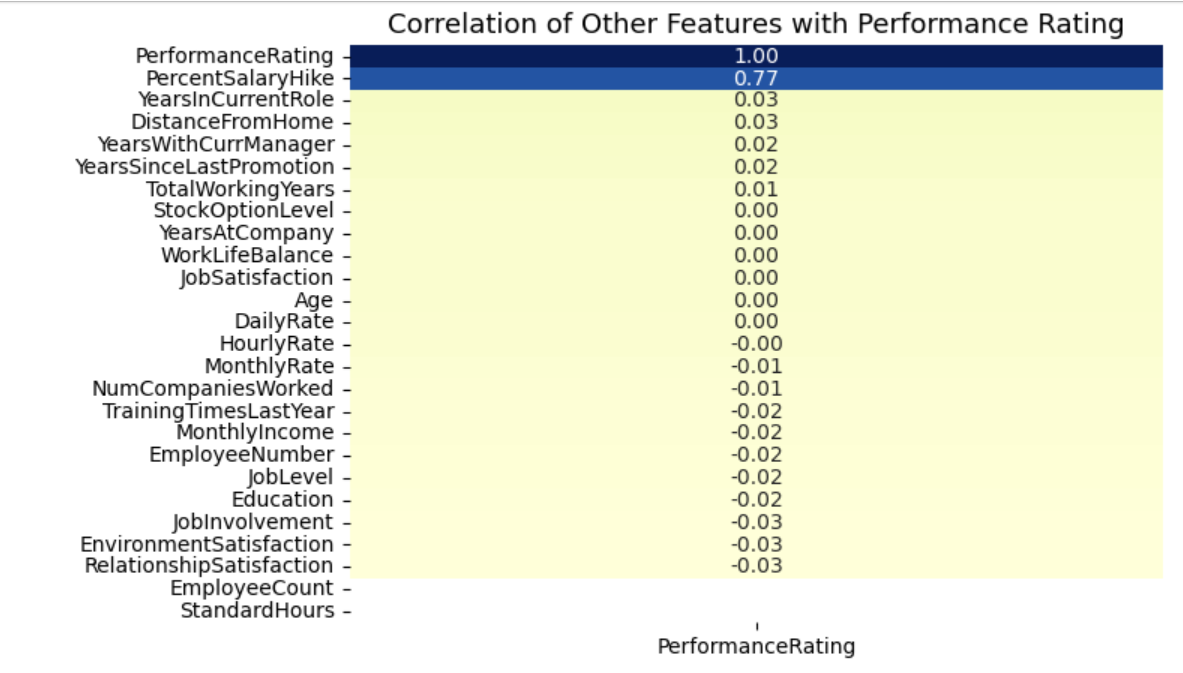 Correlation of Other Features with Performance Rating
PerformanceRating 1.00
PercentSalaryHike 0.77
YearsInCurrentRole 0.03
DistanceFromHome 0.03
YearsWithCurrManager 0.02
YearsSinceLastPromotion 0.02
TotalWorkingYears 0.01
StockOptionLevel 0.00
YearsAtCompany 0.00
WorkLifeBalance 0.00
JobSatisfaction 0.00
Age 0.00
DailyRate 0.00
HourlyRate -0.00
MonthlyRate -0.01
NumCompaniesWorked -0.01
TrainingTimesLastYear -0.02
MonthlyIncome -0.02
EmployeeNumber -0.02
JobLevel -0.02
Education -0.02
JobInvolvement -0.03
EnvironmentSatisfaction -0.03
RelationshipSatisfaction -0.03
EmployeeCount
StandardHours
PerformanceRating